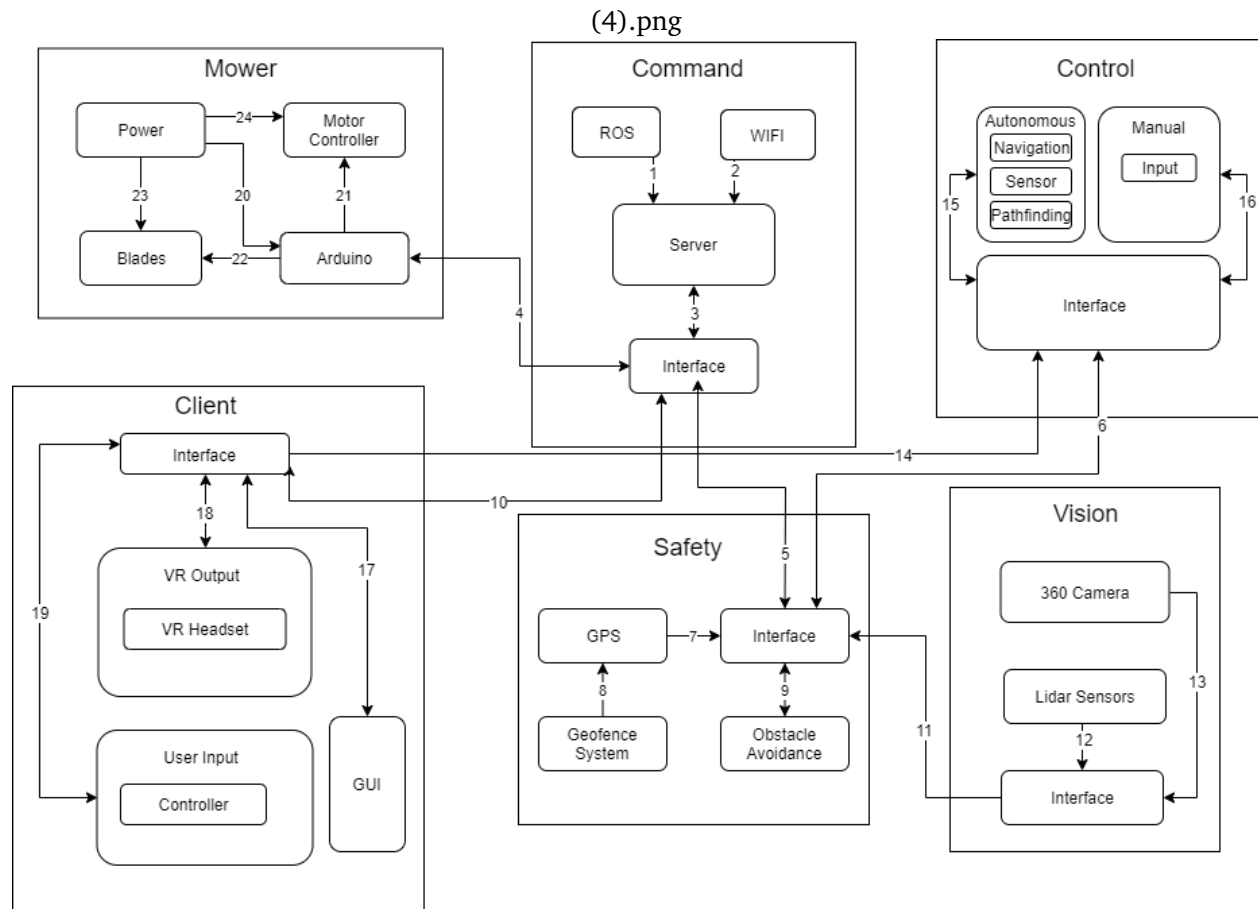 (4).png
Mower
Power
24
Motor
Controller
23
20
21
Blades
22
Arduino
Command
ROS
WIFI
1
2
Server
3
4
Interface
Control
Autonomous
Navigation
Sensor
Pathfinding
Manual
Input
15
16
Interface
6
Client
Interface
14
10
18
17
19
VR Output
VR Headset
User Input
Controller
GUI
Safety
5
GPS
7
Interface
8
9
Geofence
System
Obstacle
Avoidance
11
Vision
360 Camera
13
Lidar Sensors
12
Interface